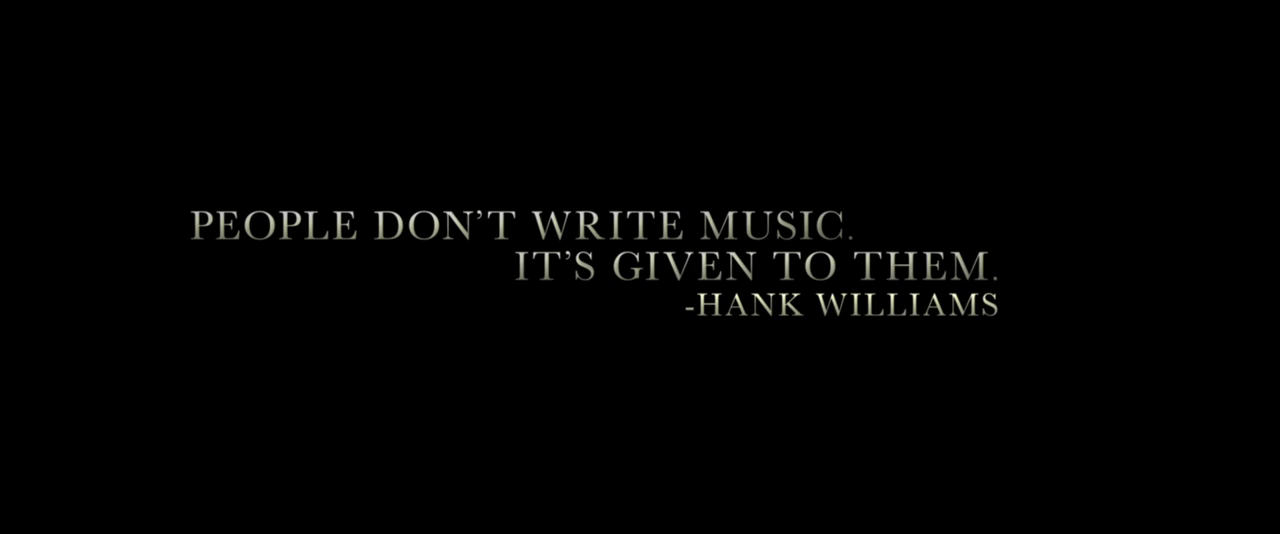 PEOPLE DON'T WRITE MUSIC.
IT'S GIVEN TO THEM.
-HANK WILLIAMS